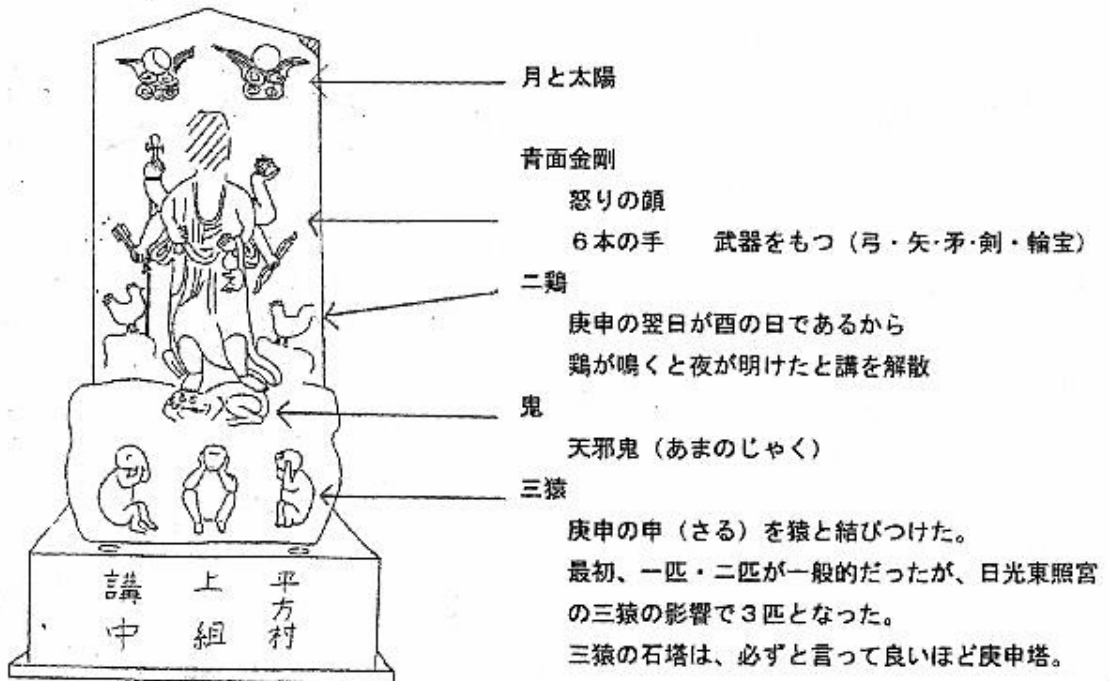 月と太陽
青面金剛
怒りの顔
6本の手　武器をもつ（弓・矢・矛・剣・輪宝）
二鶏
庚申の翌日が酉の日であるから
鶏が鳴くと夜が明けたと講を解散
鬼
天邪鬼（あまのじゃく）
三猿
庚申の申（さる）を猿と結びつけた。
最初、一匹・二匹が一般的だったが、日光東照宮
の三猿の影響で３匹となった。
三猿の石塔は、必ずと言って良いほど庚申塔。
平方村
上組
講中